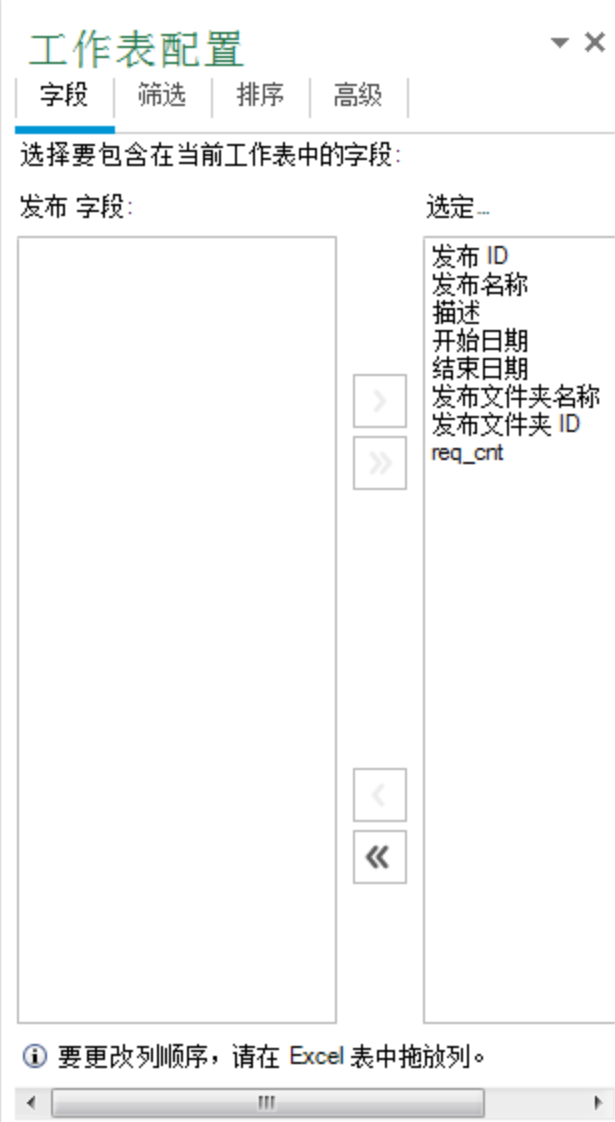 工作表配置
字段 筛选 排序 高级
选择要包含在当前工作表中的字段:
发布 字段:
选定...
发布 ID
发布名称
描述
开始日期
结束日期
发布文件夹名称
发布文件夹 ID
req_cnt
要更改列顺序，请在 Excel 表中拖放列。